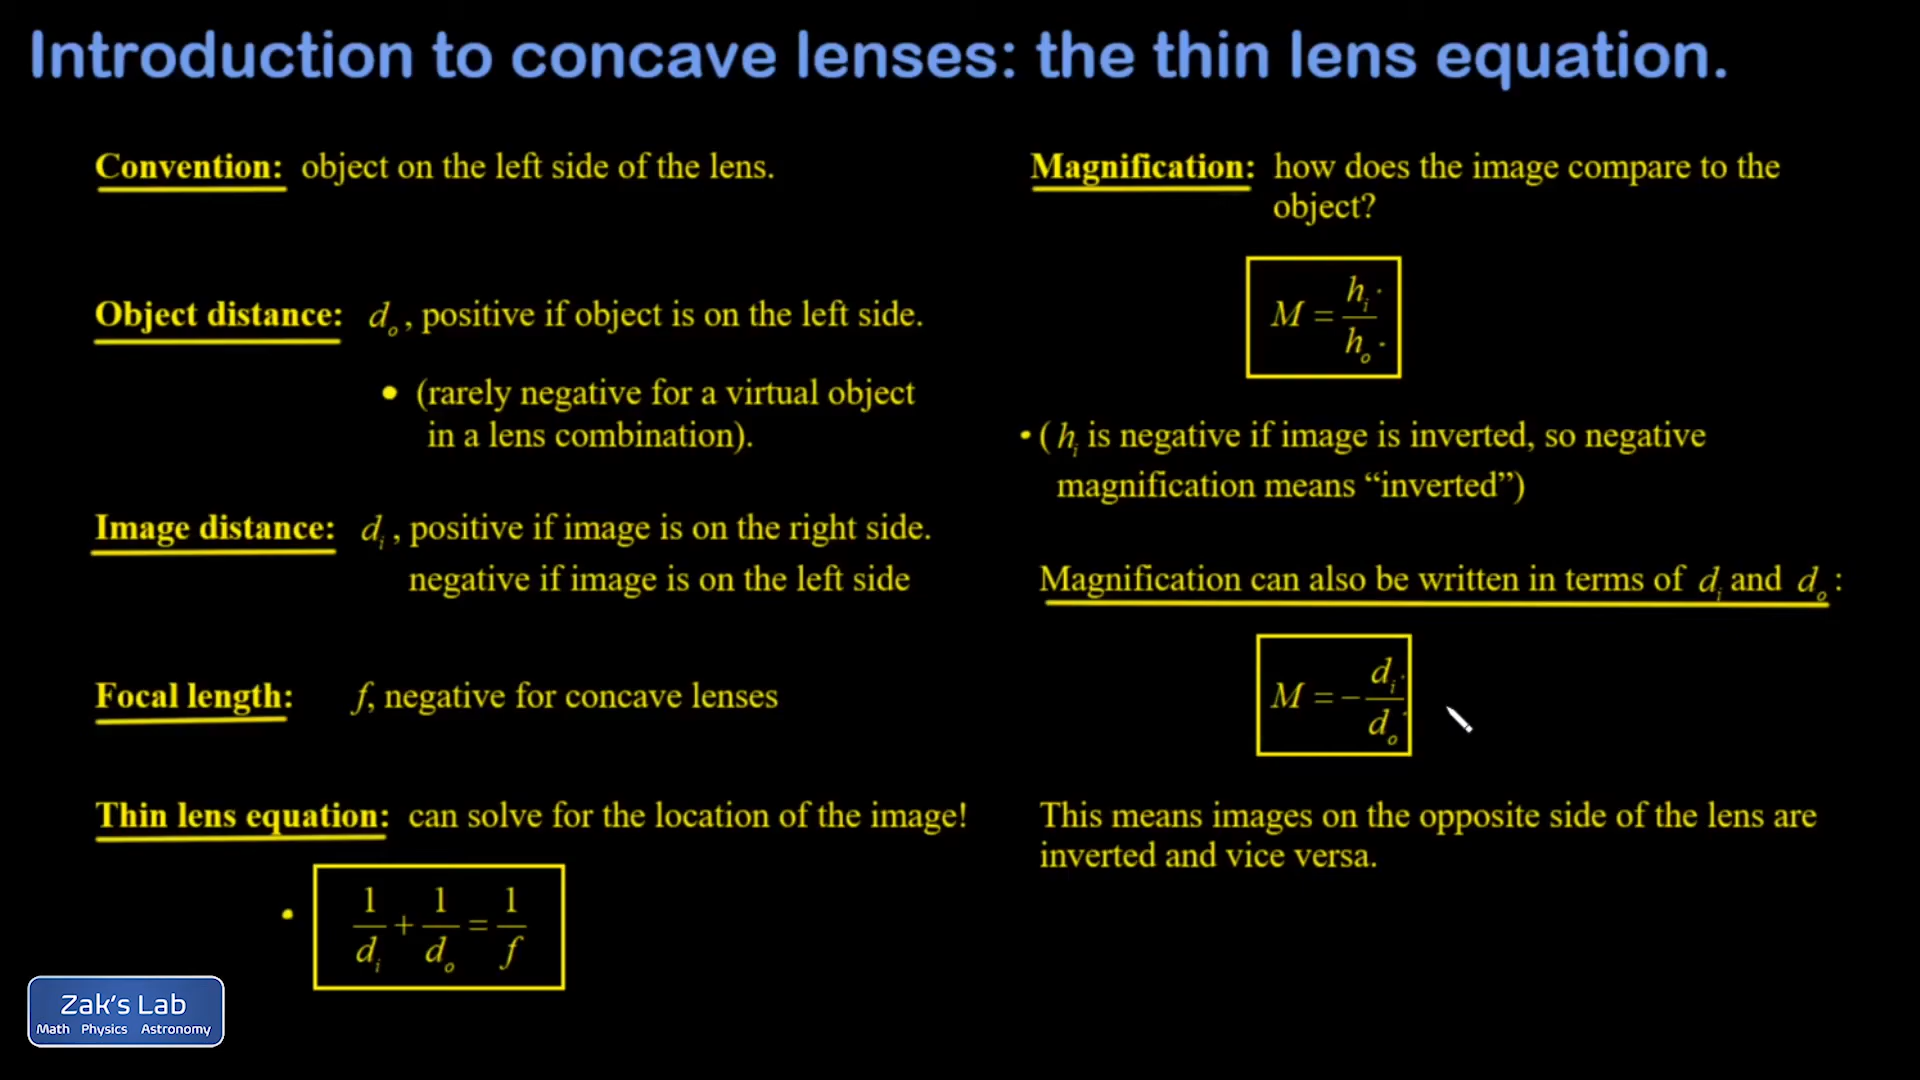 Introduction to concave lenses: the thin lens equation.
Convention: object on the left side of the lens.
Object distance: dₒ, positive if object is on the left side.
• (rarely negative for a virtual object
in a lens combination).
Image distance: dᵢ, positive if image is on the right side.
negative if image is on the left side
Focal length: f, negative for concave lenses
Thin lens equation: can solve for the location of the image!
• 1/dᵢ + 1/dₒ = 1/f
Magnification: how does the image compare to the
object?
M = hᵢ/hₒ
• (hᵢ is negative if image is inverted, so negative
magnification means “inverted”)
Magnification can also be written in terms of dᵢ and dₒ:
M = −dᵢ/dₒ
This means images on the opposite side of the lens are
inverted and vice versa.
Zak's Lab
Math Physics Astronomy